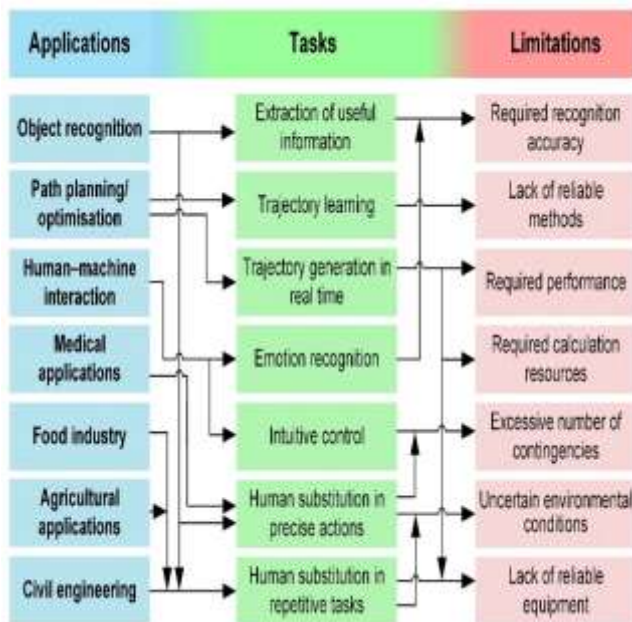 Applications
Tasks
Limitations
Object recognition
Extraction of useful
information
Required recognition
accuracy
Path planning/
optimisation
Trajectory learning
Lack of reliable
methods
Human–machine
interaction
Trajectory generation in
real time
Required performance
Medical
applications
Emotion recognition
Required calculation
resources
Food industry
Intuitive control
Excessive number of
contingencies
Agricultural
applications
Human substitution in
precise actions
Uncertain environmental
conditions
Civil engineering
Human substitution in
repetitive tasks
Lack of reliable
equipment